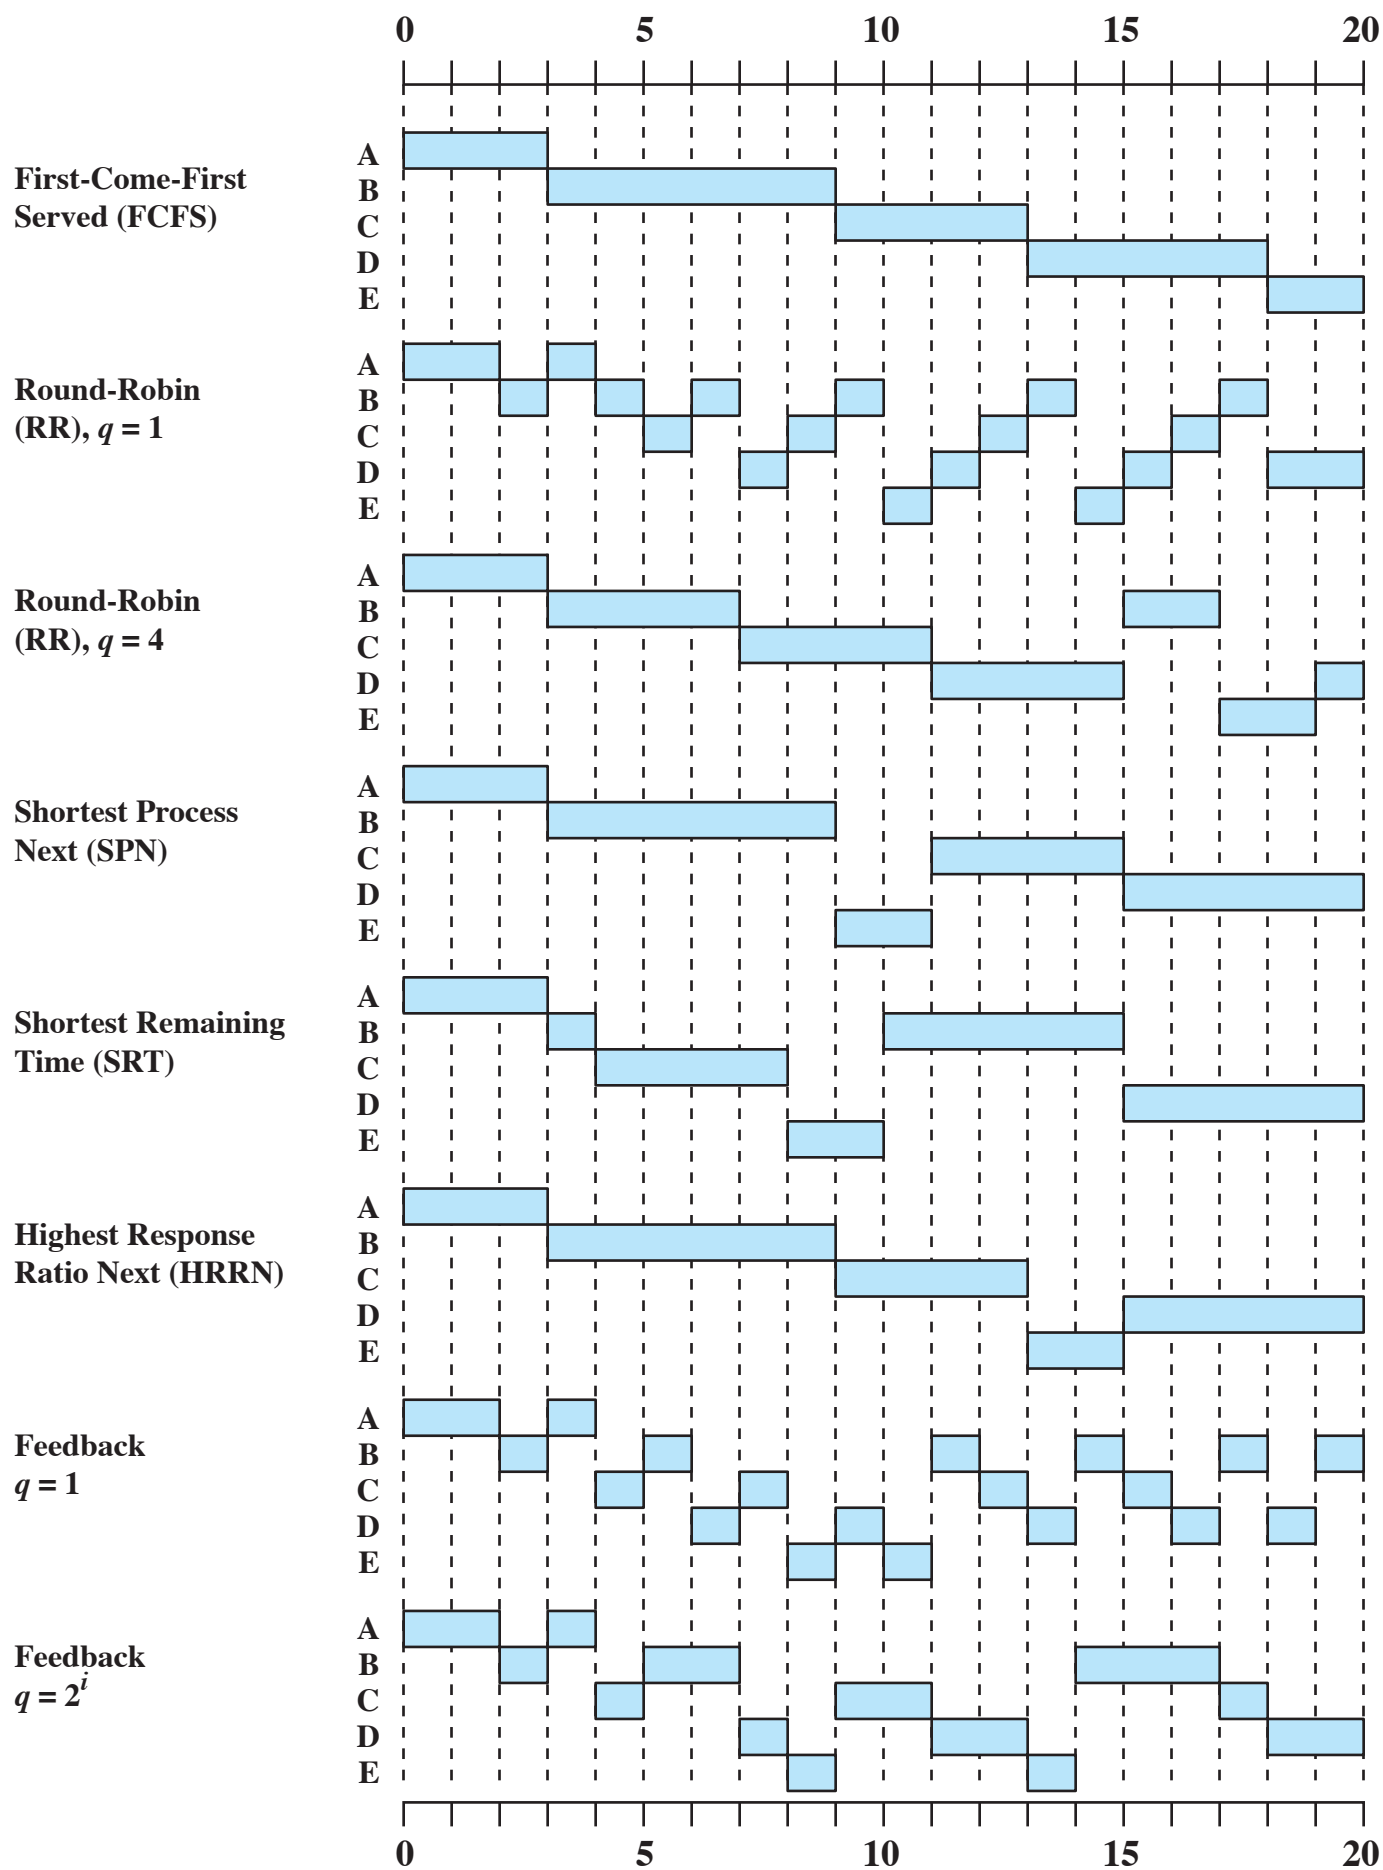 0 5 10 15 20
A
First-Come-First
B
Served (FCFS)
C
D
E
A
Round-Robin
B
(RR), q = 1
C
D
E
A
Round-Robin
B
(RR), q = 4
C
D
E
A
Shortest Process
B
Next (SPN)
C
D
E
A
Shortest Remaining
B
Time (SRT)
C
D
E
A
Highest Response
B
Ratio Next (HRRN)
C
D
E
A
Feedback
B
q = 1
C
D
E
A
Feedback
B
q = 2^i
C
D
E
0 5 10 15 20